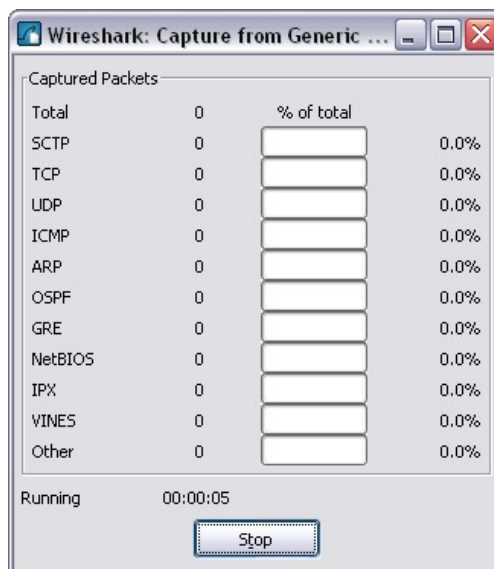 Wireshark: Capture from Generic ...
Captured Packets
Total 0 % of total
SCTP 0 0.0%
TCP 0 0.0%
UDP 0 0.0%
ICMP 0 0.0%
ARP 0 0.0%
OSPF 0 0.0%
GRE 0 0.0%
NetBIOS 0 0.0%
IPX 0 0.0%
VINES 0 0.0%
Other 0 0.0%
Running 00:00:05
Stop